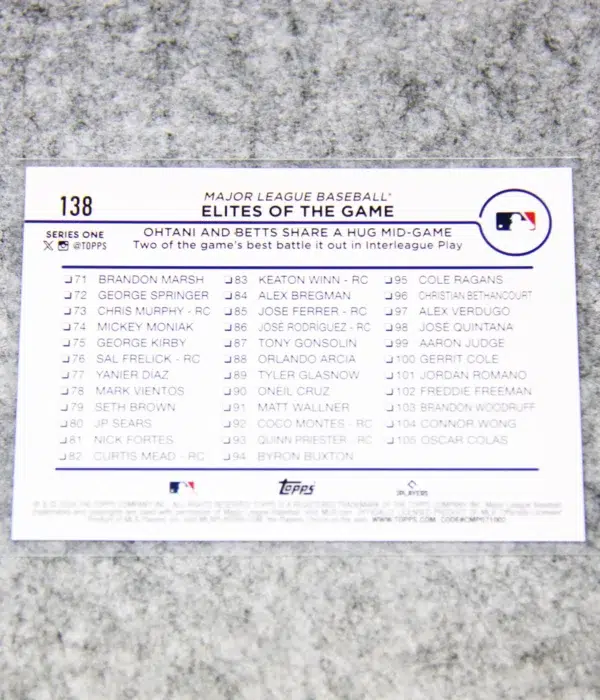 138
MAJOR LEAGUE BASEBALL®
ELITES OF THE GAME
SERIES ONE
@TOPPS
OHTANI AND BETTS SHARE A HUG MID-GAME
Two of the game's best battle it out in Interleague Play
71 BRANDON MARSH
72 GEORGE SPRINGER
73 CHRIS MURPHY - RC
74 MICKEY MONIAK
75 GEORGE KIRBY
76 SAL FRELICK - RC
77 YANIER DIAZ
78 MARK VIENTOS
79 SETH BROWN
80 JP SEARS
81 NICK FORTES
82 CURTIS MEAD - RC
83 KEATON WINN - RC
84 ALEX BREGMAN
85 JOSE FERRER - RC
86 JOSÉ RODRÍGUEZ - RC
87 TONY GONSOLIN
88 ORLANDO ARCIA
89 TYLER GLASNOW
90 ONEIL CRUZ
91 MATT WALLNER
92 COCO MONTES - RC
93 QUINN PRIESTER - RC
94 BYRON BUXTON
95 COLE RAGANS
96 CHRISTIAN BETHANCOURT
97 ALEX VERDUGO
98 JOSE QUINTANA
99 AARON JUDGE
100 GERRIT COLE
101 JORDAN ROMANO
102 FREDDIE FREEMAN
103 BRANDON WOODRUFF
104 CONNOR WONG
105 OSCAR COLAS
Topps
PLAYERS
WWW.TOPPS.COM